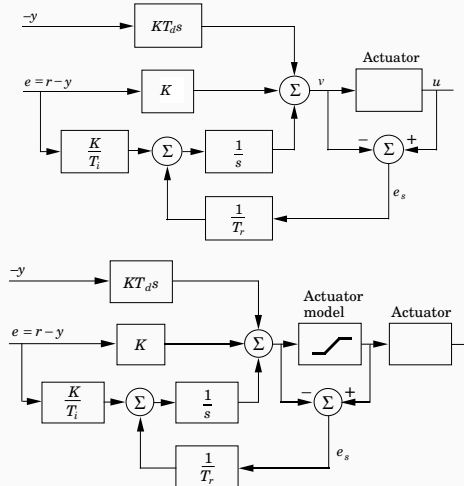 −y
KT_d s
Actuator
e = r − y
K
Σ
v
u
K/T_i
Σ
1/s
−
+
Σ
e_s
1/T_r
−y
KT_d s
Actuator model
Actuator
e = r − y
K
Σ
K/T_i
Σ
1/s
−
+
Σ
e_s
1/T_r